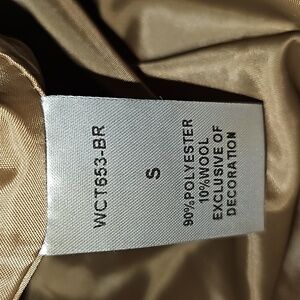 WCT653-BR
S
90%POLYESTER
10%WOOL
EXCLUSIVE OF
DECORATION